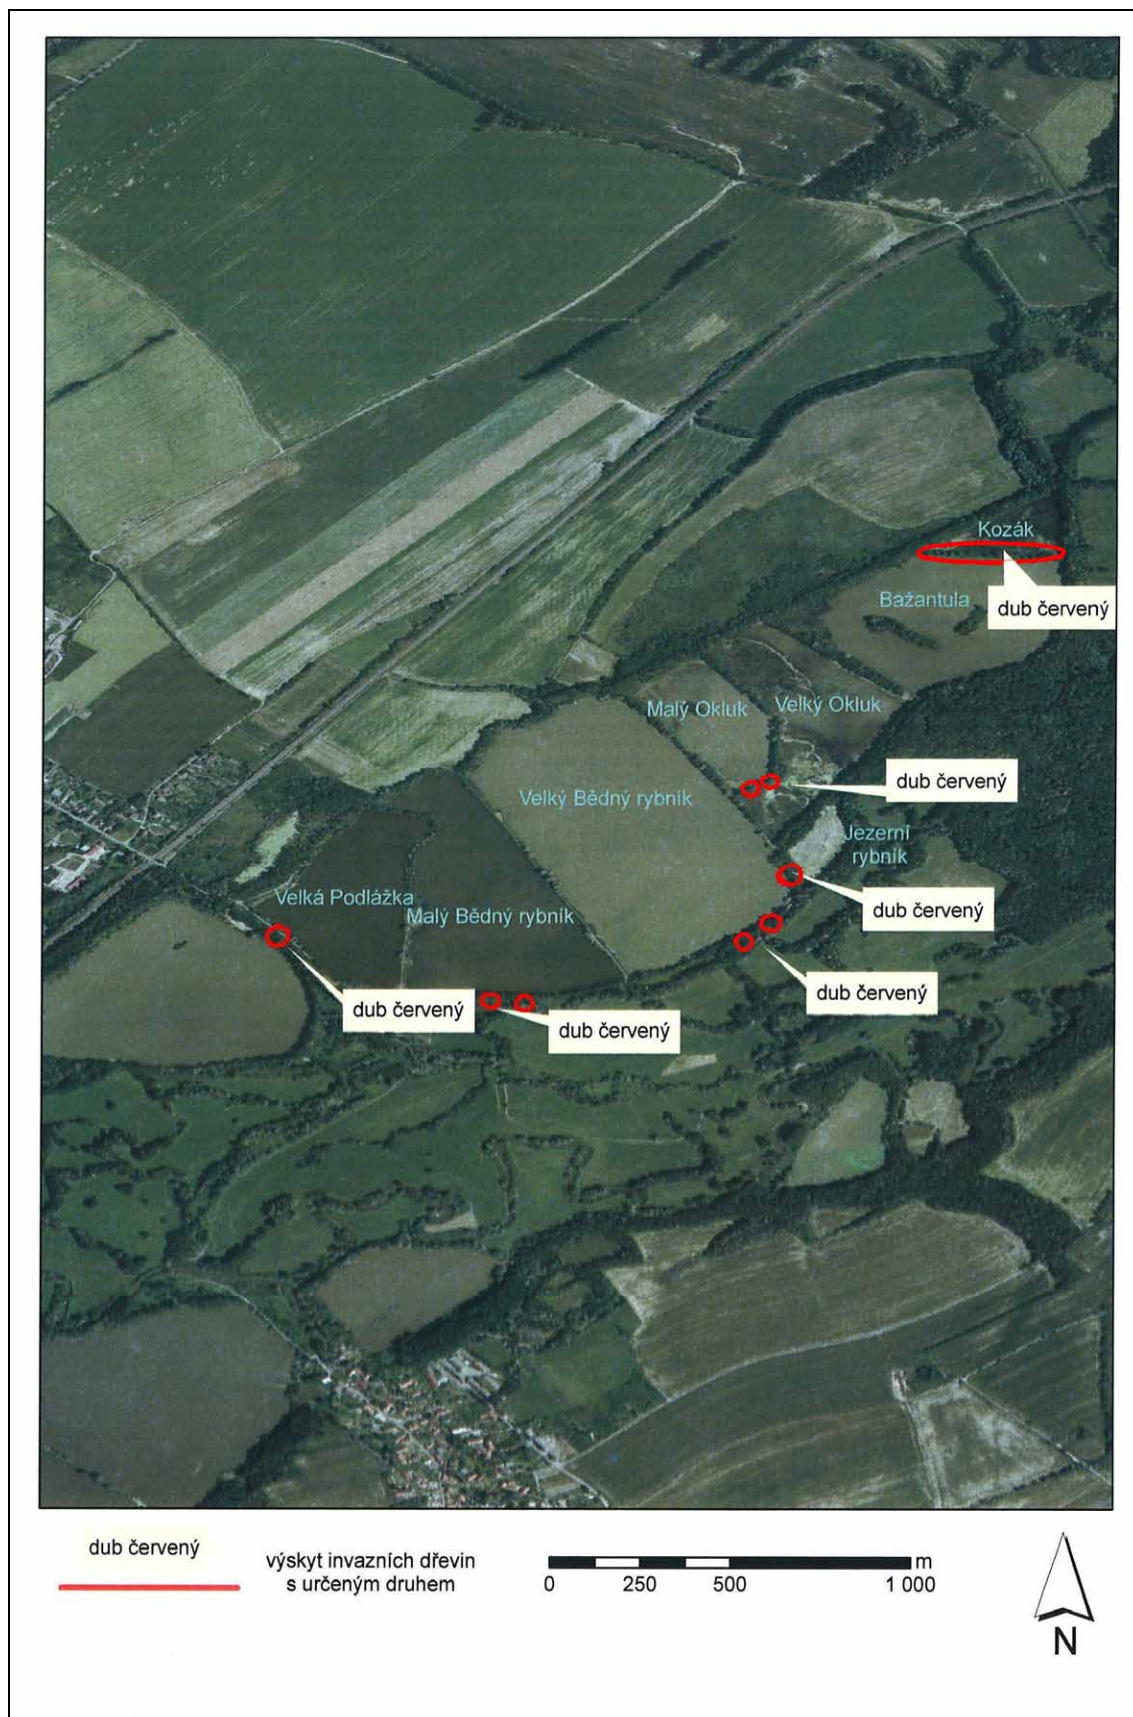 Kozák
dub červený
Bažantula
Malý Okluk
Velký Okluk
dub červený
Velký Bědný rybník
Jezerní
rybník
dub červený
Velká Podlážka
Malý Bědný rybník
dub červený
dub červený
dub červený
dub červený
výskyt invazních dřevin
s určeným druhem
m
0 250 500 1 000
N